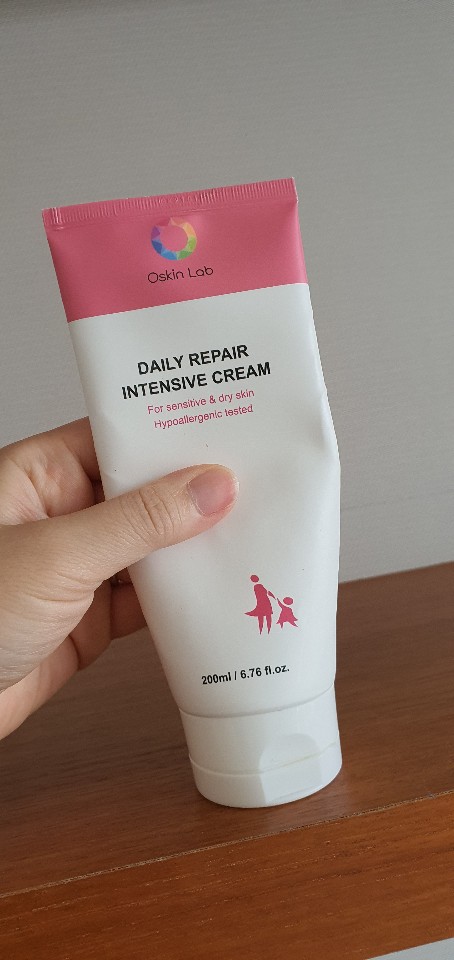 Oskin Lab
DAILY REPAIR
INTENSIVE CREAM
For sensitive & dry skin
Hypoallergenic tested
200ml / 6.76 fl.oz.